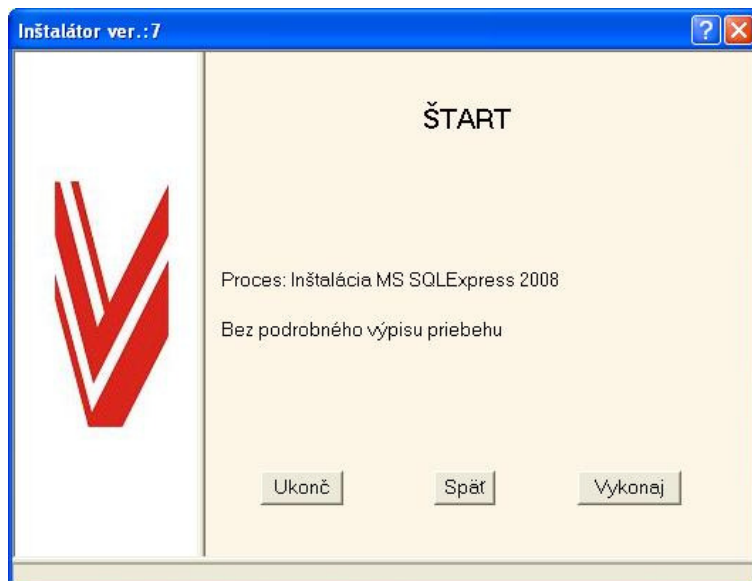 Inštalátor ver.:7
ŠTART
Proces: Inštalácia MS SQLExpress 2008
Bez podrobného výpisu priebehu
Ukonč
Späť
Vykonaj